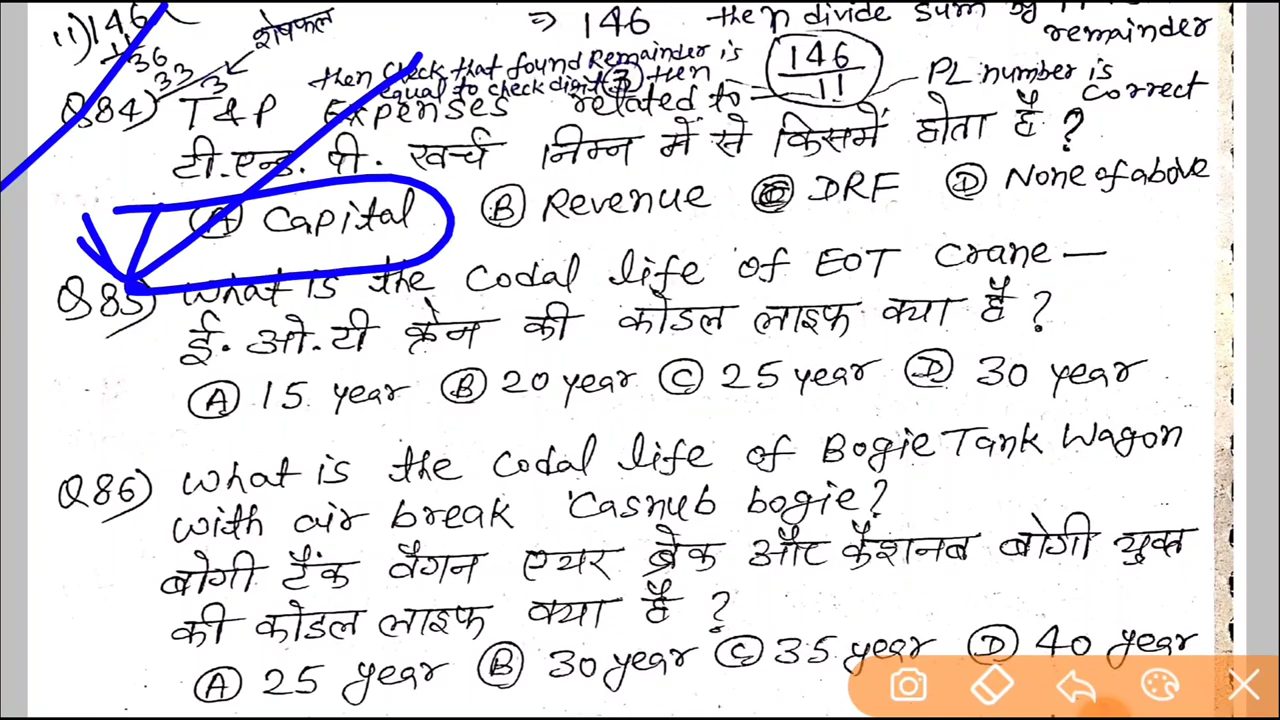 11)146
⇒ 146 then divide sum by
remainder
11
36
33
3
शेषफल
then check that found Remainder is
equal to check digit 3 then
146
11
PL number is
correct
Q84) T&P Expenses related to —
टी.एन्ड. पी. खर्च निम्न में से किसमें होता है ?
(A) Capital (B) Revenue (C) DRF (D) None of above
Q85) What is the codal life of EOT crane —
ई.ओ.टी क्रेन की कोडल लाइफ क्या है ?
(A) 15 year (B) 20 year (C) 25 year (D) 30 year
Q86) What is the codal life of Bogie Tank Wagon
with air break 'Casnub bogie?
बोगी टैंक वैगन एयर ब्रेक और कैशनब बोगी युक्त
की कोडल लाइफ क्या है ?
(A) 25 year (B) 30 year (C) 35 year (D) 40 year